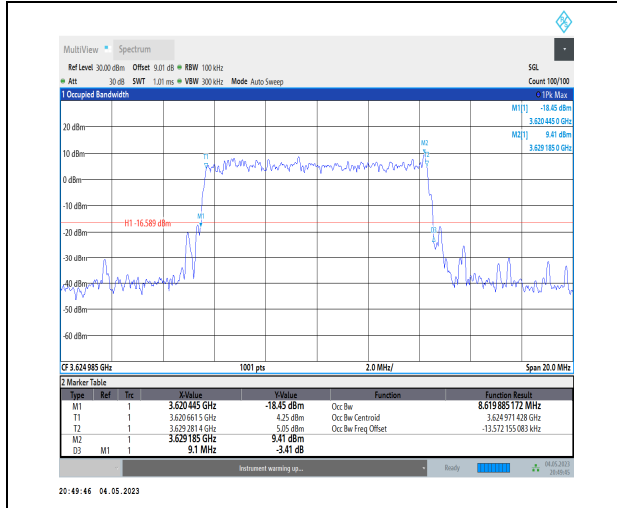 MultiView Spectrum
Ref Level 30.00 dBm Offset 9.01 dB RBW 100 kHz SGL
Att 30 dB SWT 1.01 ms VBW 300 kHz Mode Auto Sweep Count 100/100
1 Occupied Bandwidth 1Pk Max
M1[1] -18.45 dBm
3.620 445 0 GHz
M2[1] 9.41 dBm
3.629 185 0 GHz
20 dBm
M2
10 dBm
T1
T2
0 dBm
-10 dBm
M1
H1 -16.589 dBm
-20 dBm
D3
-30 dBm
-40 dBm
-50 dBm
-60 dBm
CF 3.624 985 GHz 1001 pts 2.0 MHz/ Span 20.0 MHz
2 Marker Table
Type Ref Trc X-Value Y-Value Function Function Result
M1 1 3.620 445 GHz -18.45 dBm Occ Bw 8.619 885 172 MHz
T1 1 3.620 661 5 GHz 4.25 dBm Occ Bw Centroid 3.624 971 428 GHz
T2 1 3.629 281 4 GHz 5.05 dBm Occ Bw Freq Offset -13.572 155 083 kHz
M2 1 3.629 185 GHz 9.41 dBm
D3 M1 1 9.1 MHz -3.41 dB
Instrument warming up... Ready 04.05.2023
20:49:45
20:49:46 04.05.2023